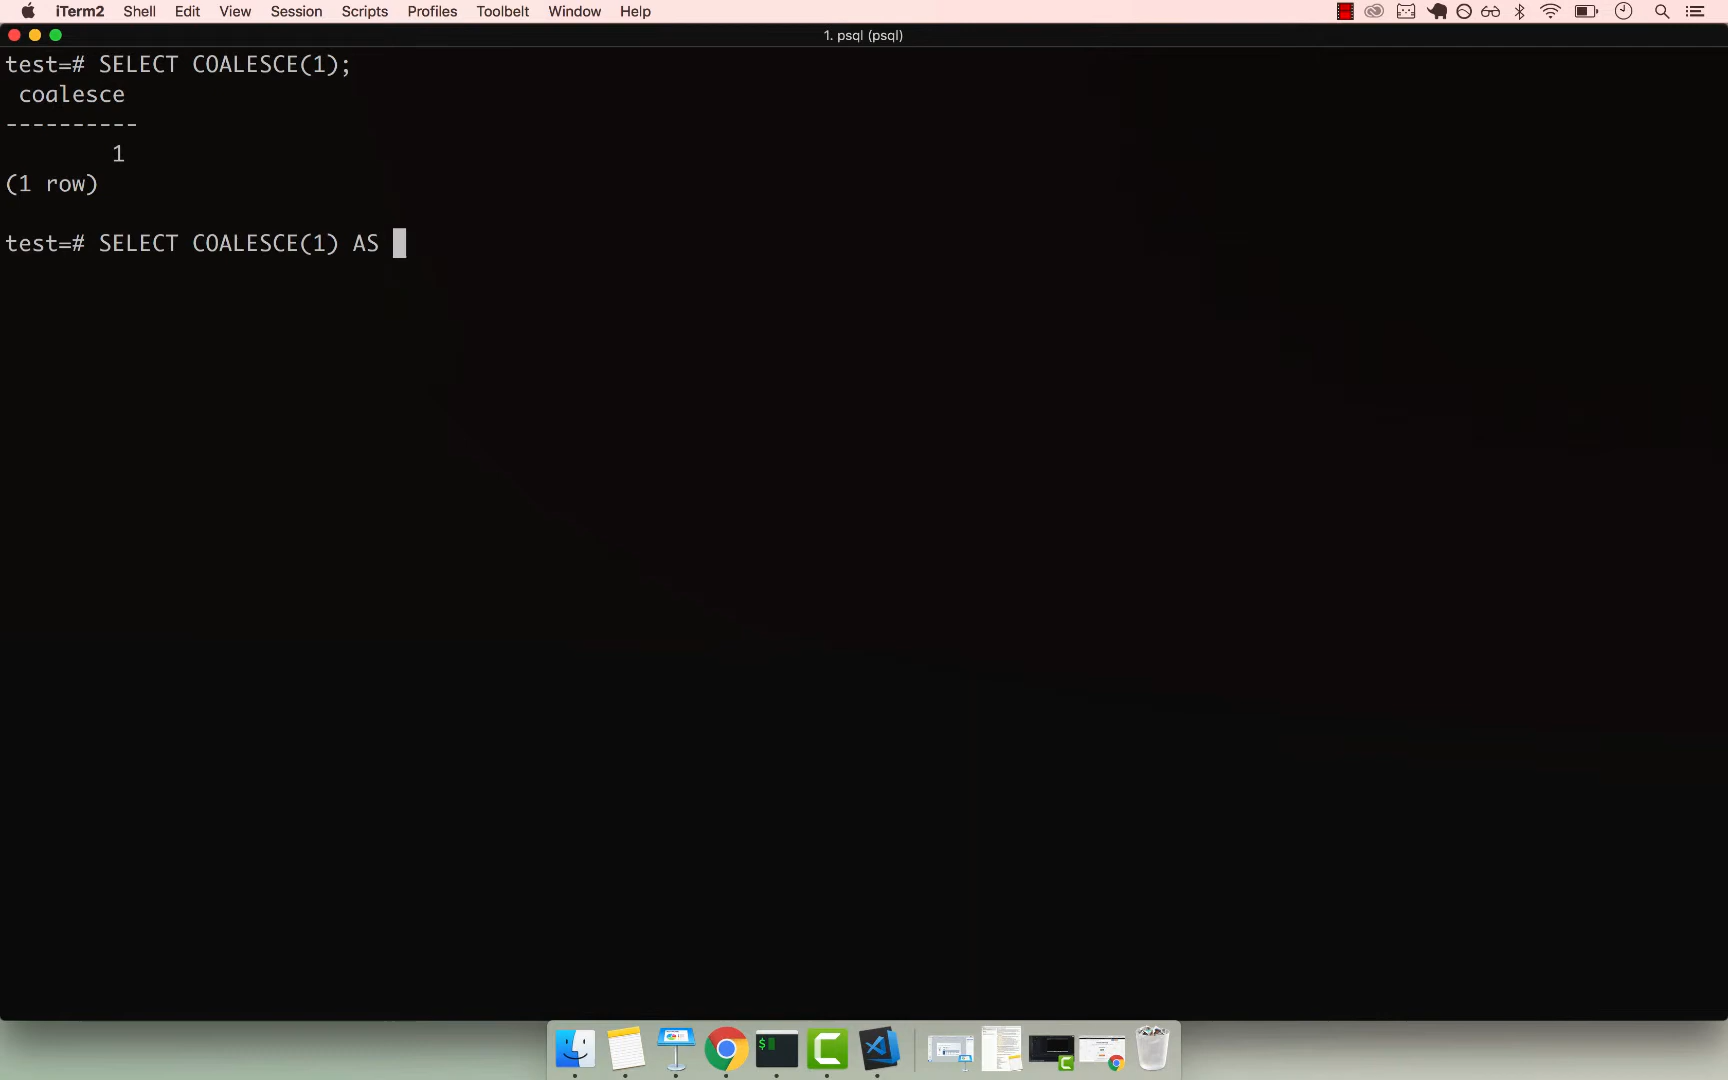 iTerm2 Shell Edit View Session Scripts Profiles Toolbelt Window Help
1. psql (psql)
test=# SELECT COALESCE(1);
 coalesce
----------
        1
(1 row)
test=# SELECT COALESCE(1) AS
$